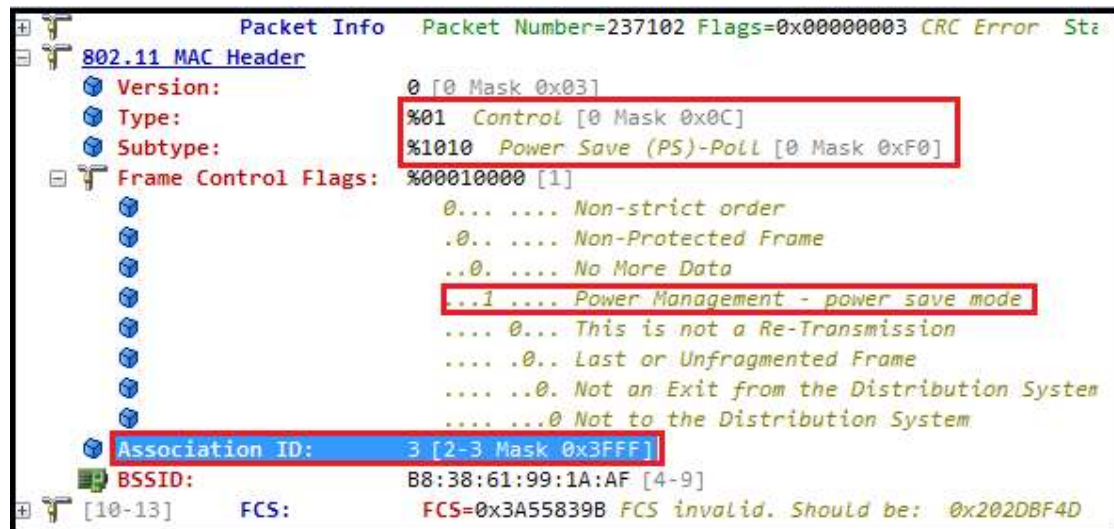 Packet Info Packet Number=237102 Flags=0x00000003 CRC Error
802.11 MAC Header
Version: 0 [0 Mask 0x03]
Type: %01 Control [0 Mask 0x0C]
Subtype: %1010 Power Save (PS)-Poll [0 Mask 0xF0]
Frame Control Flags: %00010000 [1]
0... .... Non-strict order
.0.. .... Non-Protected Frame
..0. .... No More Data
...1 .... Power Management - power save mode
.... 0... This is not a Re-Transmission
.... .0.. Last or Unfragmented Frame
.... ..0. Not an Exit from the Distribution System
.... ...0 Not to the Distribution System
Association ID: 3 [2-3 Mask 0x3FFF]
BSSID: B8:38:61:99:1A:AF [4-9]
[10-13] FCS: FCS=0x3A55839B FCS invalid. Should be: 0x202DBF4D